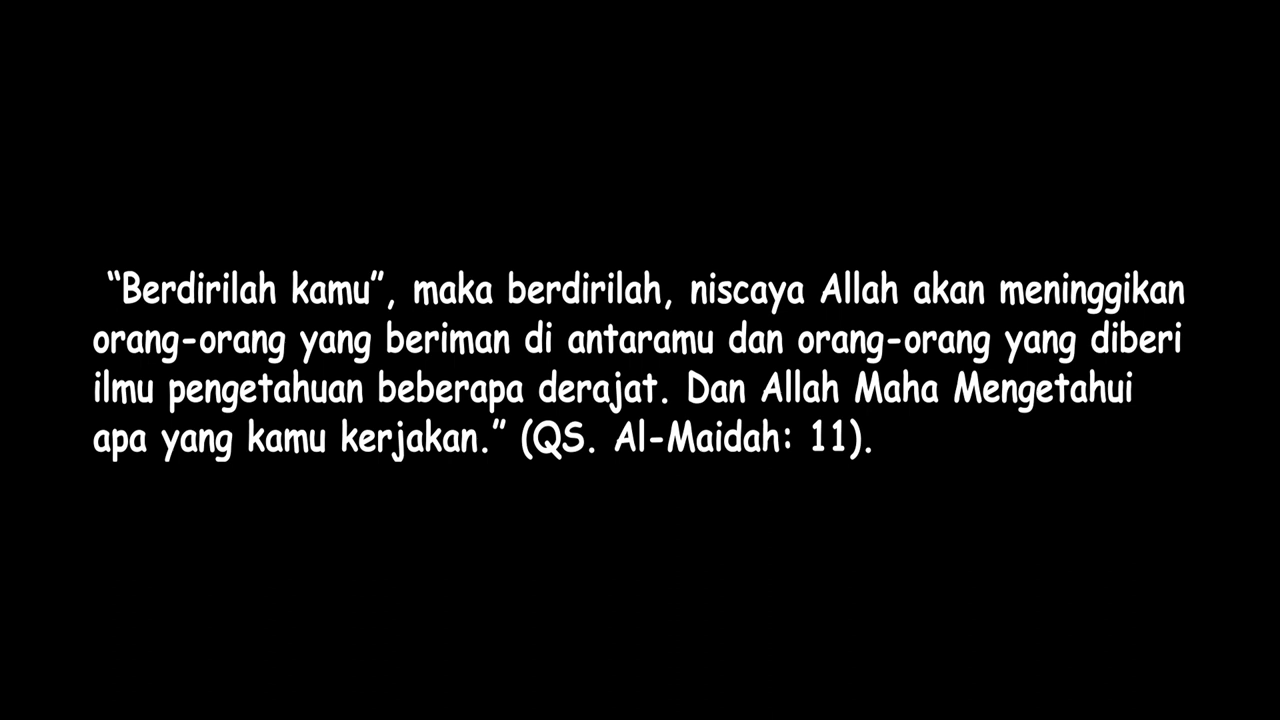 “Berdirilah kamu”, maka berdirilah, niscaya Allah akan meninggikan
orang-orang yang beriman di antaramu dan orang-orang yang diberi
ilmu pengetahuan beberapa derajat. Dan Allah Maha Mengetahui
apa yang kamu kerjakan.” (QS. Al-Maidah: 11).